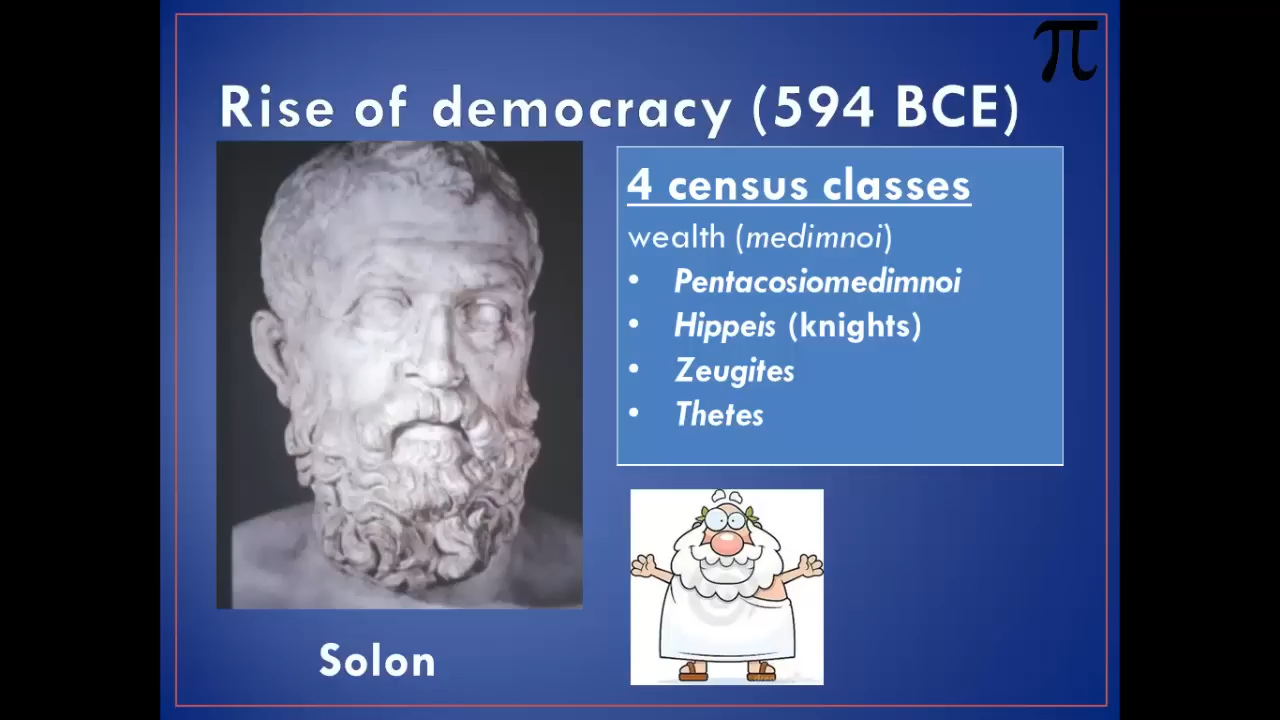 π
Rise of democracy (594 BCE)
4 census classes
wealth (medimnoi)
• Pentacosiomedimnoi
• Hippeis (knights)
• Zeugites
• Thetes
Solon